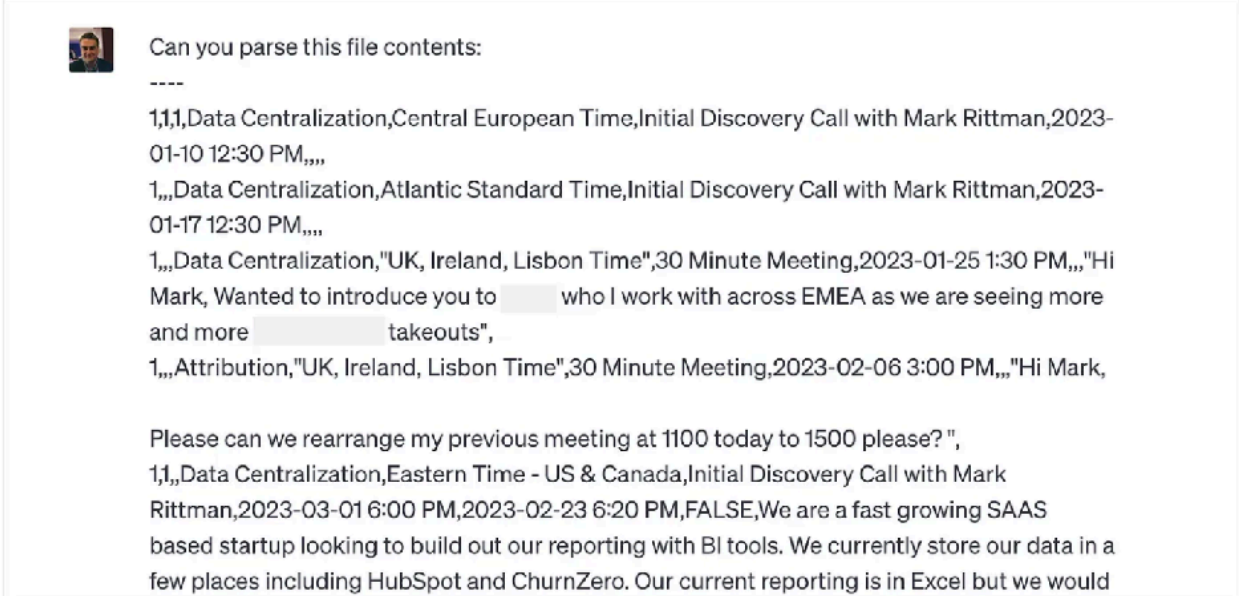 Can you parse this file contents:
----
1,1,1,Data Centralization,Central European Time,Initial Discovery Call with Mark Rittman,2023-
01-10 12:30 PM,,,,
1,,,Data Centralization,Atlantic Standard Time,Initial Discovery Call with Mark Rittman,2023-
01-17 12:30 PM,,,,
1,,,Data Centralization,"UK, Ireland, Lisbon Time",30 Minute Meeting,2023-01-25 1:30 PM,,,"Hi
Mark, Wanted to introduce you to who I work with across EMEA as we are seeing more
and more takeouts",
1,,,Attribution,"UK, Ireland, Lisbon Time",30 Minute Meeting,2023-02-06 3:00 PM,,,"Hi Mark,
Please can we rearrange my previous meeting at 1100 today to 1500 please? ",
1,1,,Data Centralization,Eastern Time - US & Canada,Initial Discovery Call with Mark
Rittman,2023-03-01 6:00 PM,2023-02-23 6:20 PM,FALSE,We are a fast growing SAAS
based startup looking to build out our reporting with BI tools. We currently store our data in a
few places including HubSpot and ChurnZero. Our current reporting is in Excel but we would